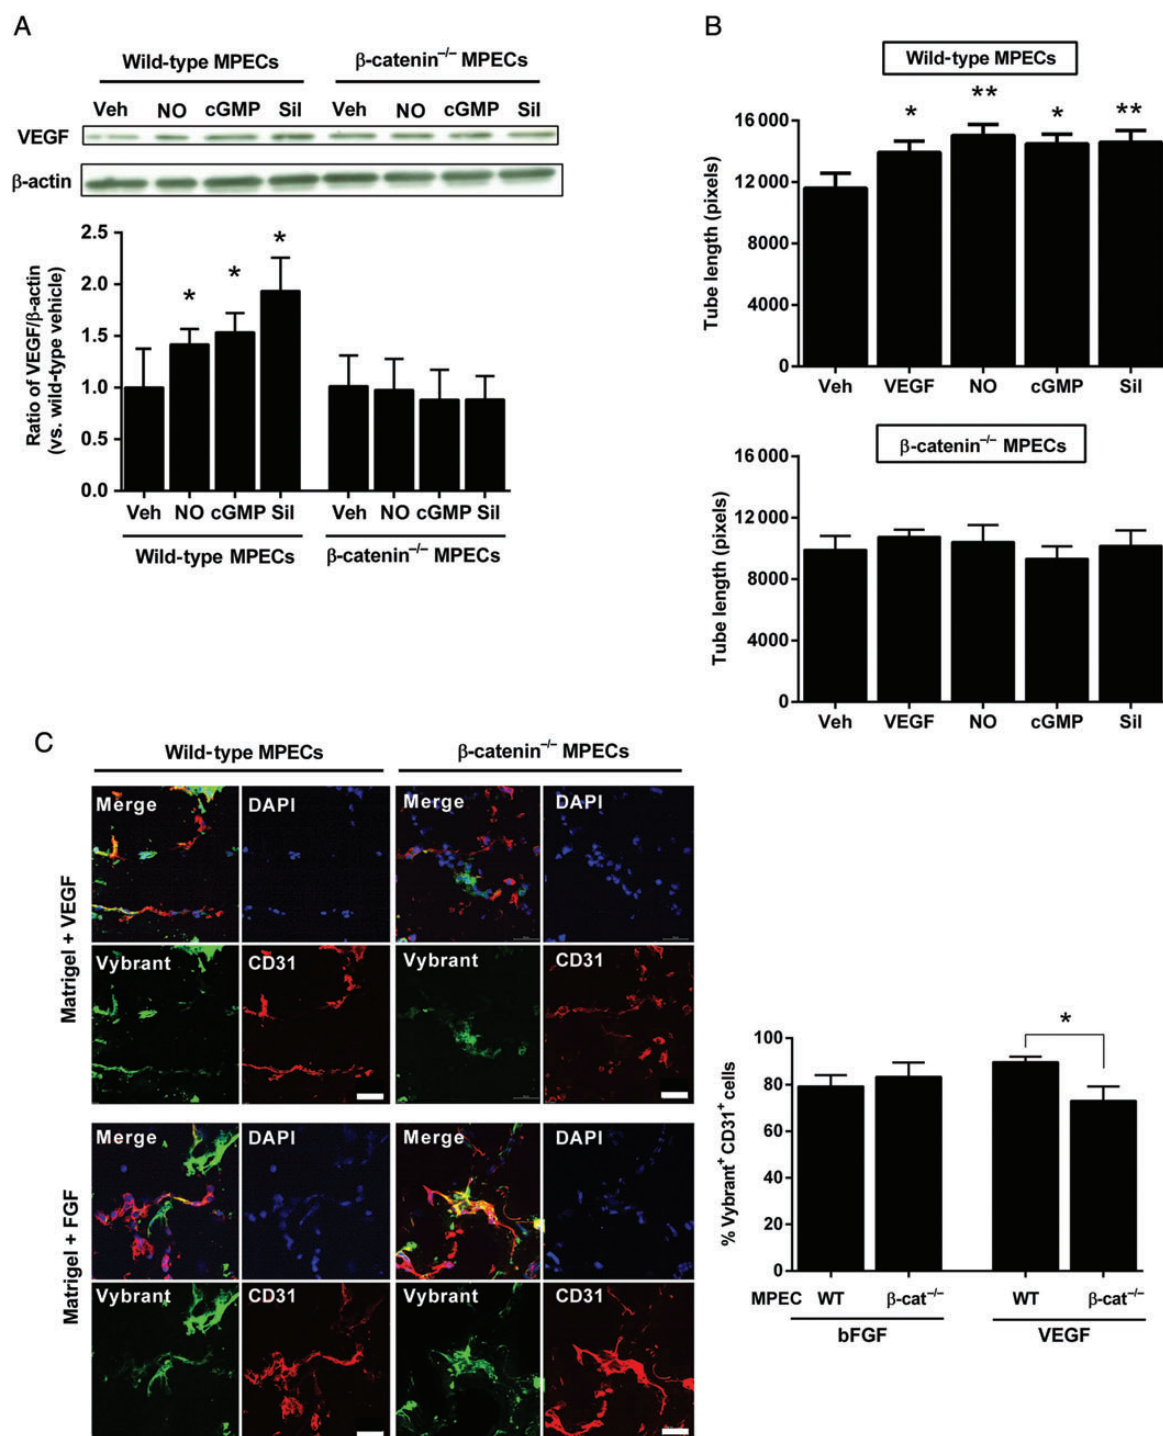 A
Wild-type MPECs β-catenin–/– MPECs
Veh NO cGMP Sil Veh NO cGMP Sil
VEGF
β-actin
Ratio of VEGF/β-actin
(vs. wild-type vehicle)
2.5
2.0
1.5
1.0
0.5
0.0
* * *
Veh NO cGMP Sil Veh NO cGMP Sil
Wild-type MPECs β-catenin–/– MPECs
B
Wild-type MPECs
Tube length (pixels)
16 000
12 000
8000
4000
0
* ** * **
Veh VEGF NO cGMP Sil
β-catenin–/– MPECs
Tube length (pixels)
16 000
12 000
8000
4000
0
Veh VEGF NO cGMP Sil
C
Wild-type MPECs β-catenin–/– MPECs
Matrigel + VEGF
Merge DAPI Merge DAPI
Vybrant CD31 Vybrant CD31
Matrigel + FGF
Merge DAPI Merge DAPI
Vybrant CD31 Vybrant CD31
% Vybrant+ CD31+ cells
100
80
60
40
20
0
*
MPEC WT β-cat–/– WT β-cat–/–
bFGF VEGF